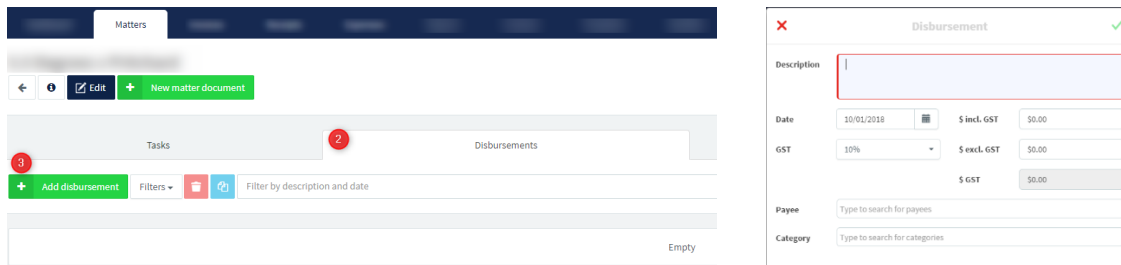 Matters
Edit
New matter document
Tasks
2
Disbursements
3
Add disbursement
Filters
Filter by description and date
Empty
Disbursement
Description
Date
10/01/2018
$ incl. GST
$0.00
GST
10%
$ excl. GST
$0.00
$ GST
$0.00
Payee
Type to search for payees
Category
Type to search for categories